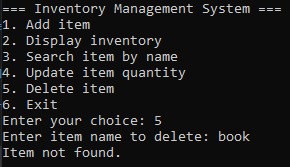 === Inventory Management System ===
1. Add item
2. Display inventory
3. Search item by name
4. Update item quantity
5. Delete item
6. Exit
Enter your choice: 5
Enter item name to delete: book
Item not found.